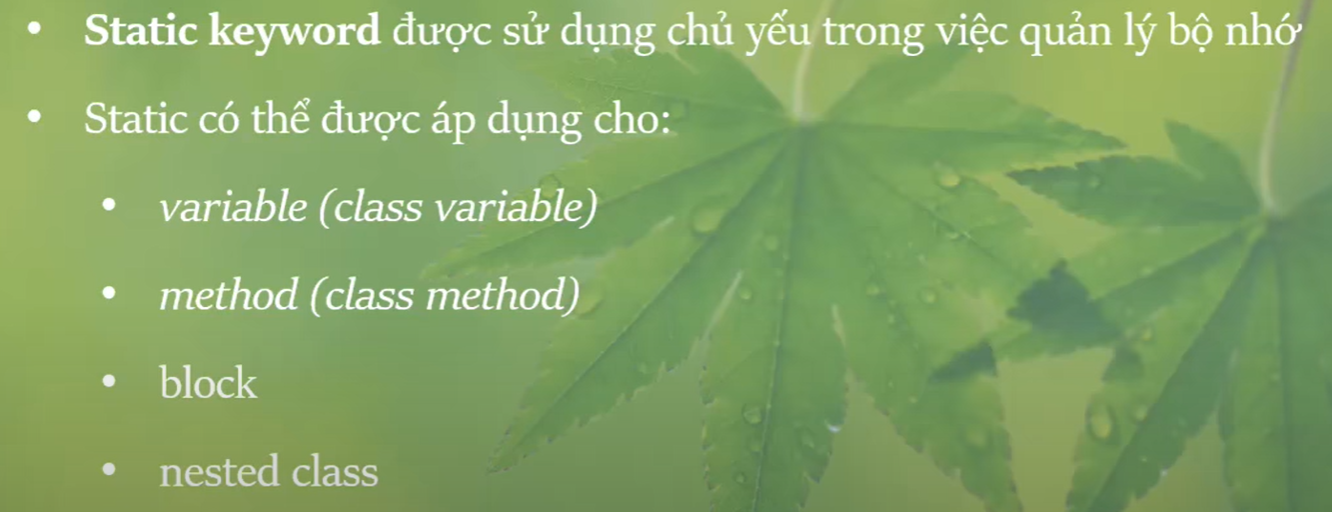 • Static keyword được sử dụng chủ yếu trong việc quản lý bộ nhớ
• Static có thể được áp dụng cho:
• variable (class variable)
• method (class method)
• block
• nested class